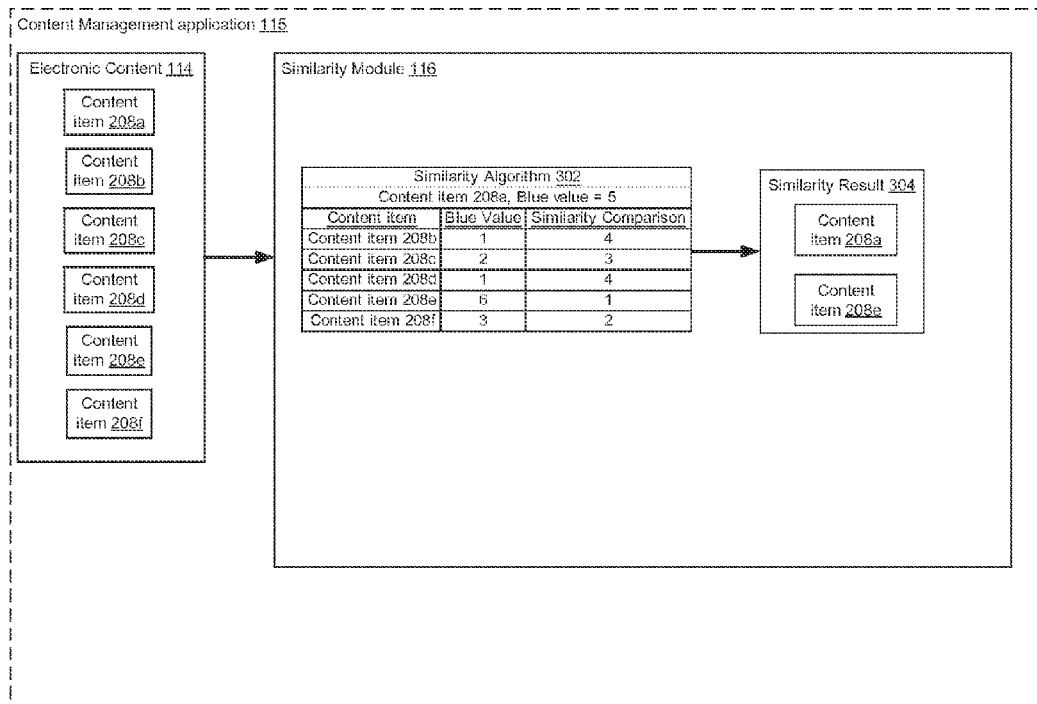 Content Management application 115
Electronic Content 114
Content
item 208a
Content
item 208b
Content
item 208c
Content
item 208d
Content
item 208e
Content
item 208f
Similarity Module 116
Similarity Algorithm 302
Content item 208a, Blue value = 5
Content item Blue Value Similarity Comparison
Content item 208b 1 4
Content item 208c 2 3
Content item 208d 1 4
Content item 208e 6 1
Content item 208f 3 2
Similarity Result 304
Content
item 208a
Content
item 208e